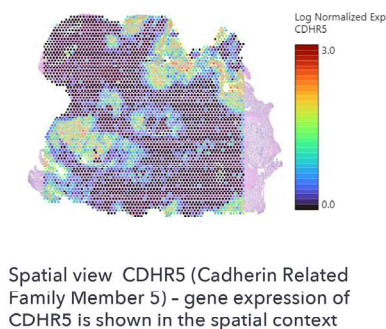 Log Normalized Exp
CDHR5
3.0
0.0
Spatial view CDHR5 (Cadherin Related
Family Member 5) – gene expression of
CDHR5 is shown in the spatial context